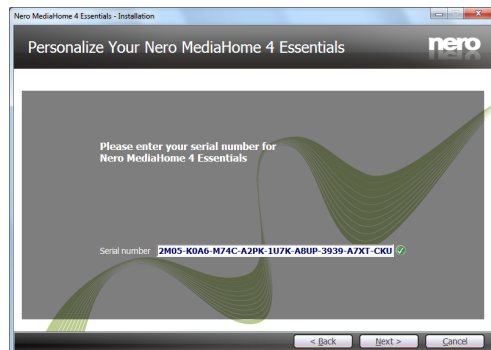 Nero MediaHome 4 Essentials - Installation
Personalize Your Nero MediaHome 4 Essentials
nero
Please enter your serial number for
Nero MediaHome 4 Essentials
Serial number 2M05-K0A6-M74C-A2PK-1U7K-A8UP-3939-A7XT-CKU
< Back Next > Cancel